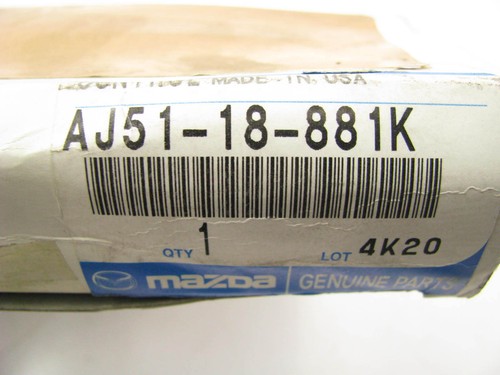 MADE IN USA
AJ51-18-881K
QTY 1 LOT 4K20
mazda GENUINE PARTS